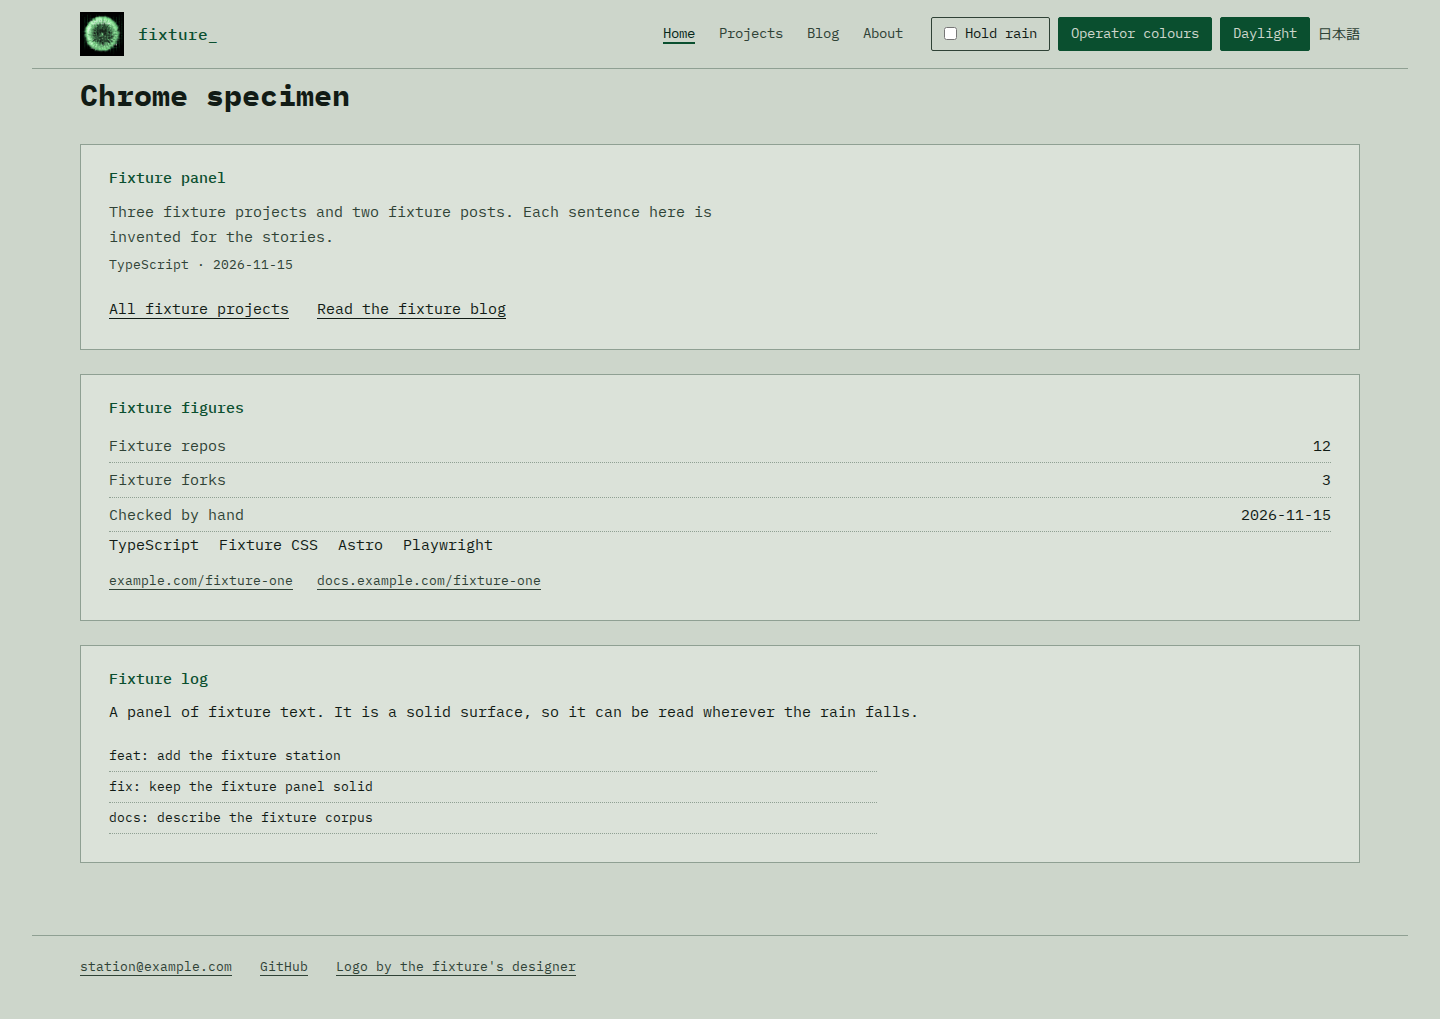 fixture_
Home Projects Blog About Hold rain Operator colours Daylight 日本語
Chrome specimen
Fixture panel
Three fixture projects and two fixture posts. Each sentence here is
invented for the stories.
TypeScript · 2026-11-15
All fixture projects Read the fixture blog
Fixture figures
Fixture repos 12
Fixture forks 3
Checked by hand 2026-11-15
TypeScript Fixture CSS Astro Playwright
example.com/fixture-one docs.example.com/fixture-one
Fixture log
A panel of fixture text. It is a solid surface, so it can be read wherever the rain falls.
feat: add the fixture station
fix: keep the fixture panel solid
docs: describe the fixture corpus
station@example.com GitHub Logo by the fixture's designer